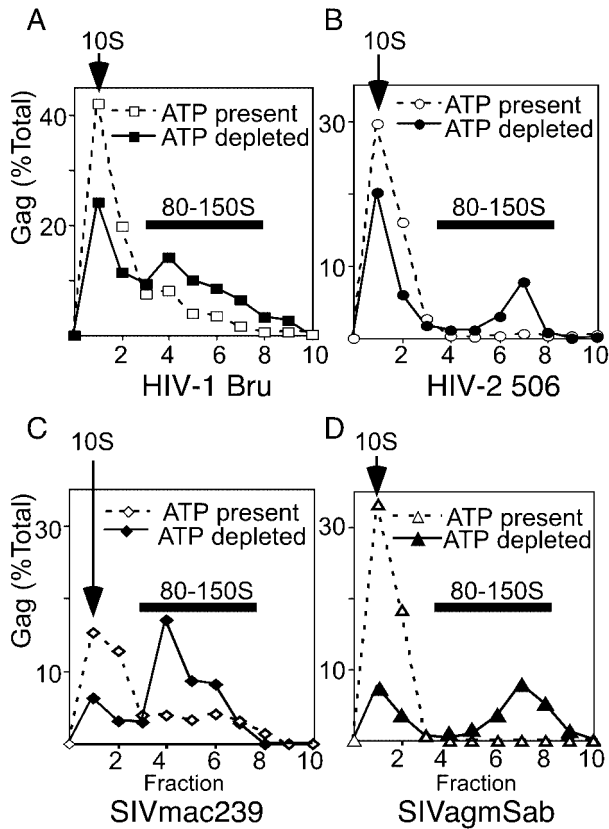 A
10S
Gag (%Total)
40
20
ATP present
ATP depleted
80-150S
2
4
6
8
10
HIV-1 Bru
B
10S
30
10
ATP present
ATP depleted
80-150S
2
4
6
8
10
HIV-2 506
C
10S
Gag (%Total)
30
10
ATP present
ATP depleted
80-150S
2
4
6
8
10
Fraction
SIVmac239
D
10S
30
10
ATP present
ATP depleted
80-150S
2
4
6
8
10
Fraction
SIVagmSab